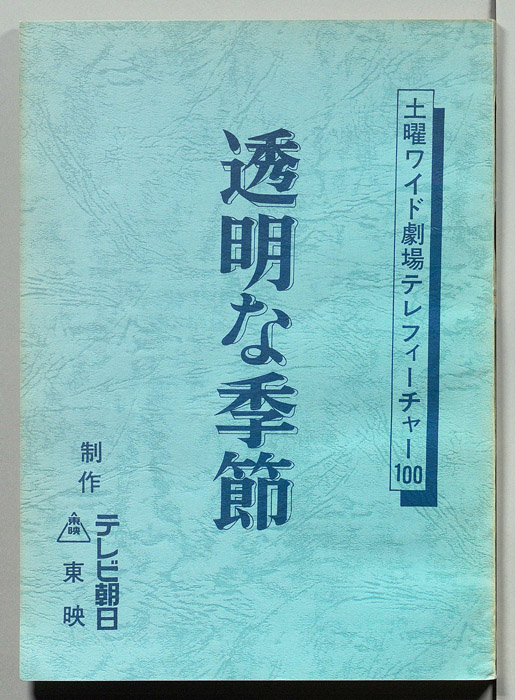 土曜ワイド劇場テレフィーチャー100
透明な季節
制作
テレビ朝日
東映
東映